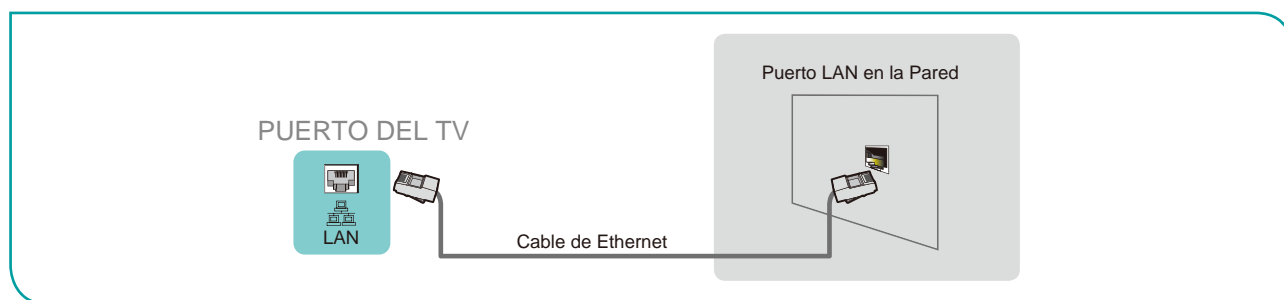 Puerto LAN en la Pared
PUERTO DEL TV
LAN
Cable de Ethernet